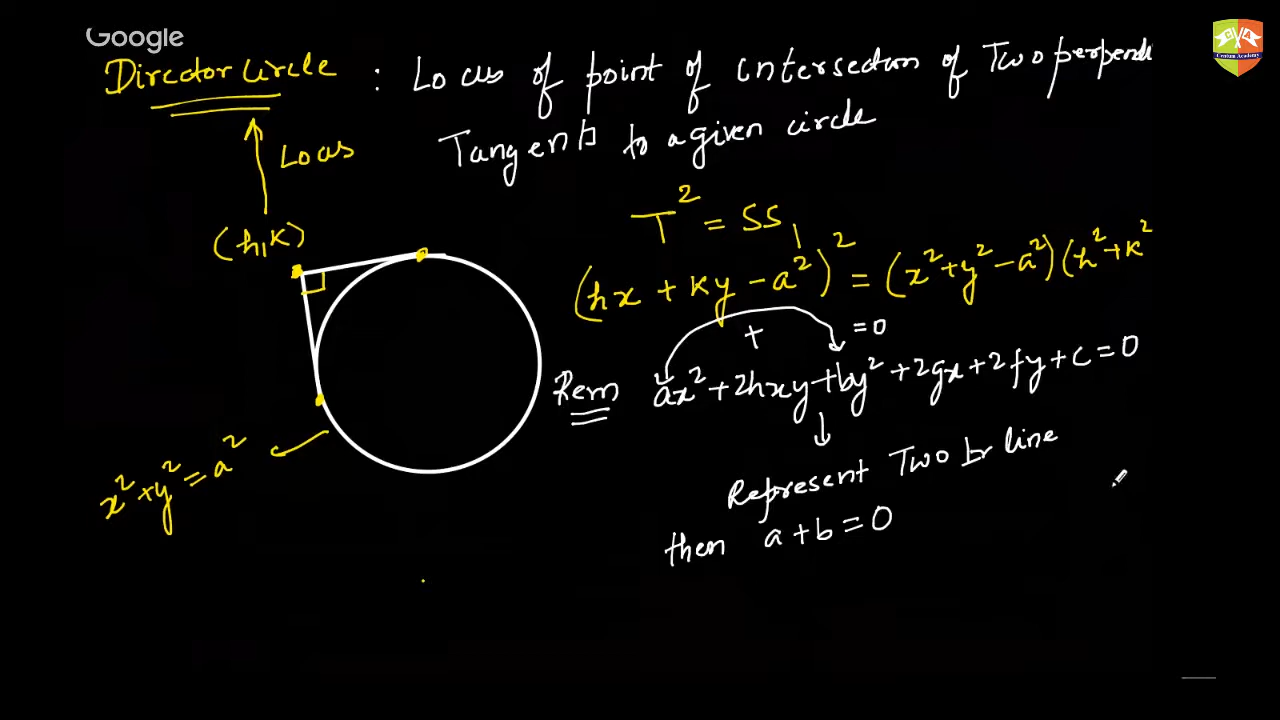 Google
Director Circle : Locus of point of intersection of Two perpendi
Tangents to a given circle
Locus
(h,K)
T² = SS₁
(hx + Ky - a²)² = (x² + y² - a²)(h² + K²
+ = 0
Rem ax² + 2hxy + by² + 2gx + 2fy + c = 0
x² + y² = a²
Represent Two ⊥r line
then a + b = 0